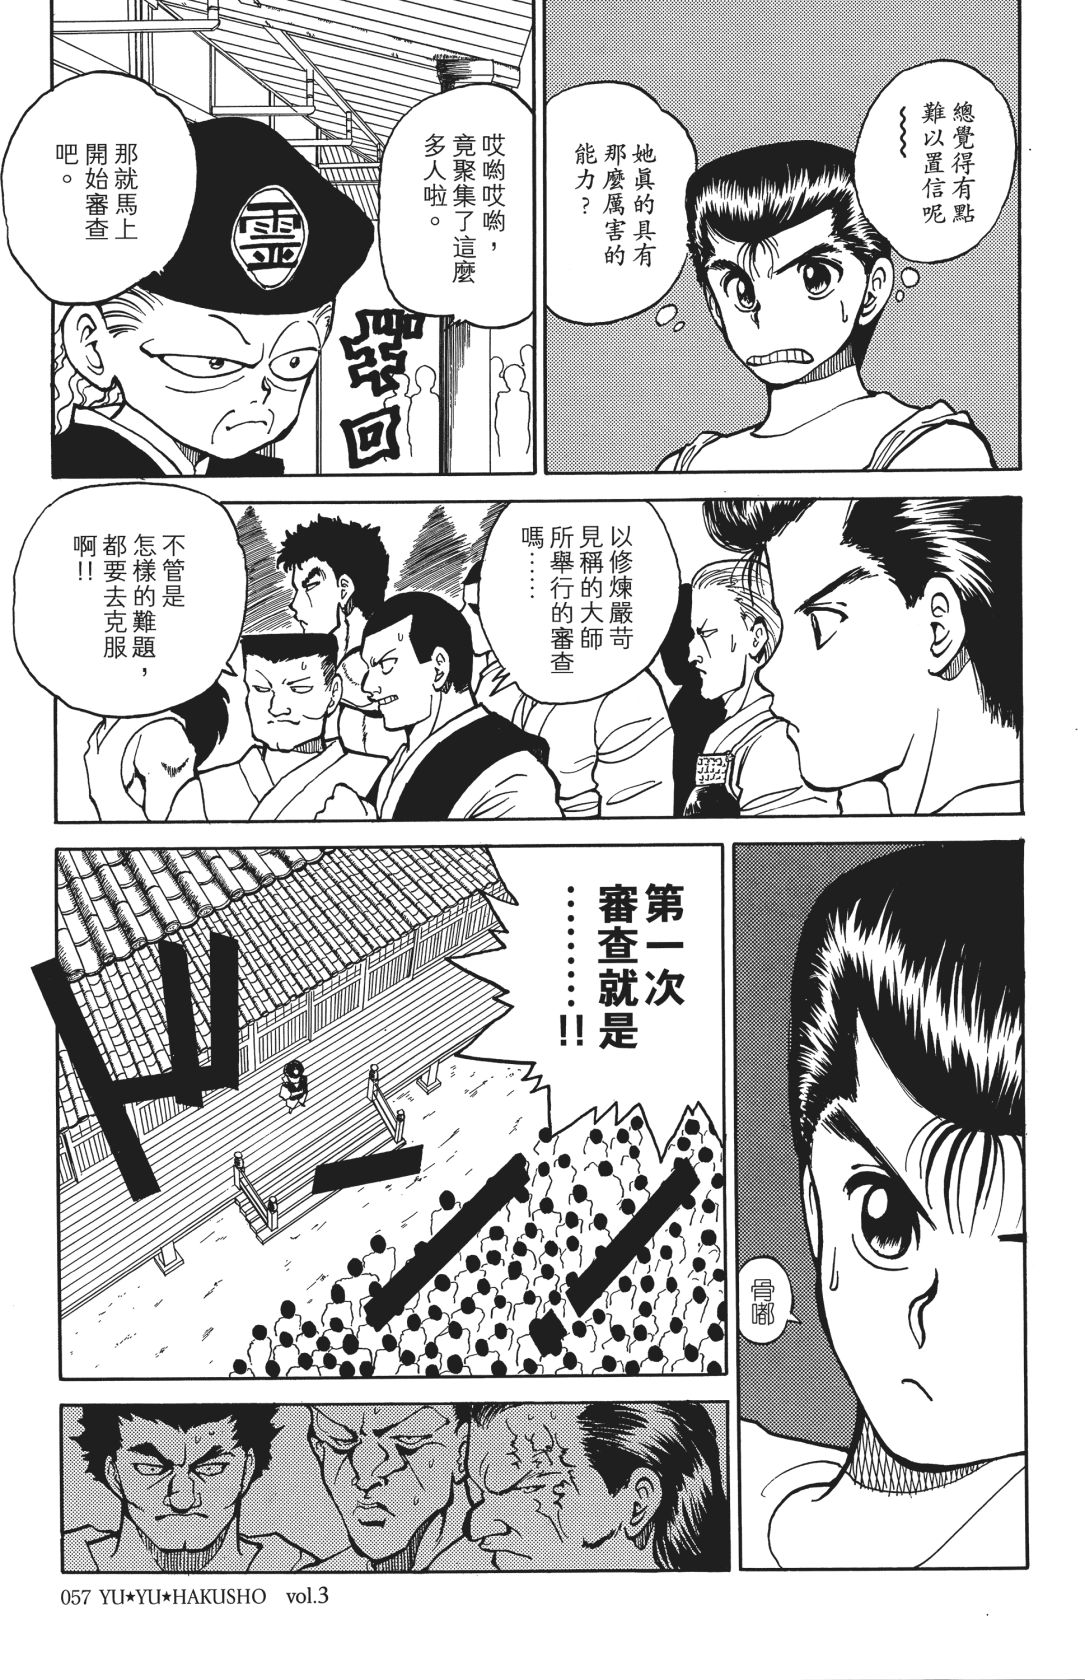 總覺得有點
難以置信呢
~~~
她真的具有
那麼厲害的
能力?
哎喲哎喲,
竟聚集了這麼
多人啦。
靈
那就馬上
開始審查
吧。
以修煉嚴苛
見稱的大師
所舉行的審查
嗎……
不管是
怎樣的難題,
都要去克服
啊!!
骨嘟
第一次
審查就是
………!!
ドーン
057 YU★YU★HAKUSHO vol.3